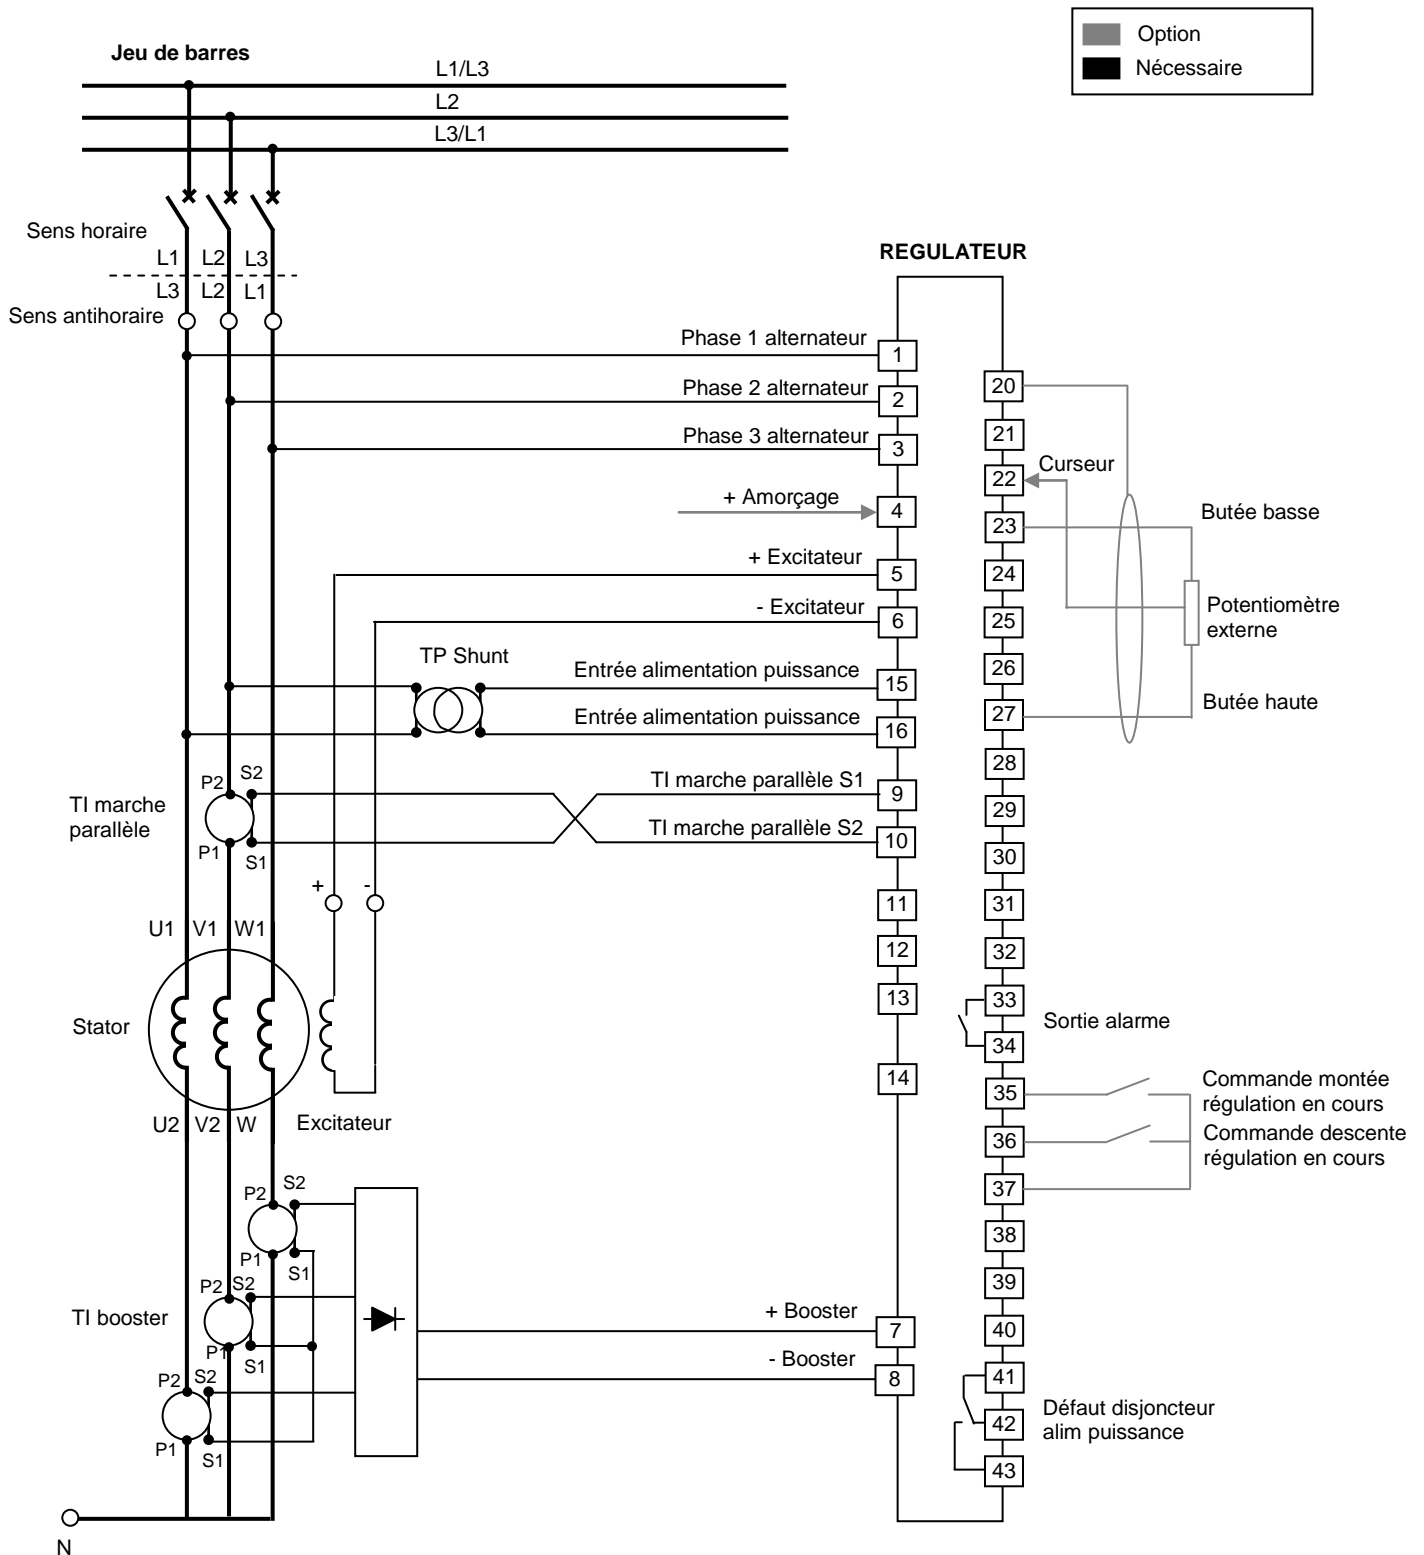 Option
Nécessaire
Jeu de barres
L1/L3
L2
L3/L1
Sens horaire
L1 L2 L3
L3 L2 L1
Sens antihoraire
REGULATEUR
Phase 1 alternateur
1
Phase 2 alternateur
2
Phase 3 alternateur
3
+ Amorçage
4
+ Excitateur
5
- Excitateur
6
TP Shunt
Entrée alimentation puissance
15
Entrée alimentation puissance
16
TI marche parallèle S1
9
TI marche parallèle S2
10
11
12
13
14
+ Booster
7
- Booster
8
20
21
22
23
24
25
26
27
28
29
30
31
32
33
34
35
36
37
38
39
40
41
42
43
Curseur
Butée basse
Potentiomètre
externe
Butée haute
Sortie alarme
Commande montée
régulation en cours
Commande descente
régulation en cours
Défaut disjoncteur
alim puissance
TI marche
parallèle
P2 S2
P1 S1
+ -
U1 V1 W1
Stator
U2 V2 W
Excitateur
P2 S2
P1 S1
TI booster
P2 S2
P1 S1
P2 S2
P1 S1
N